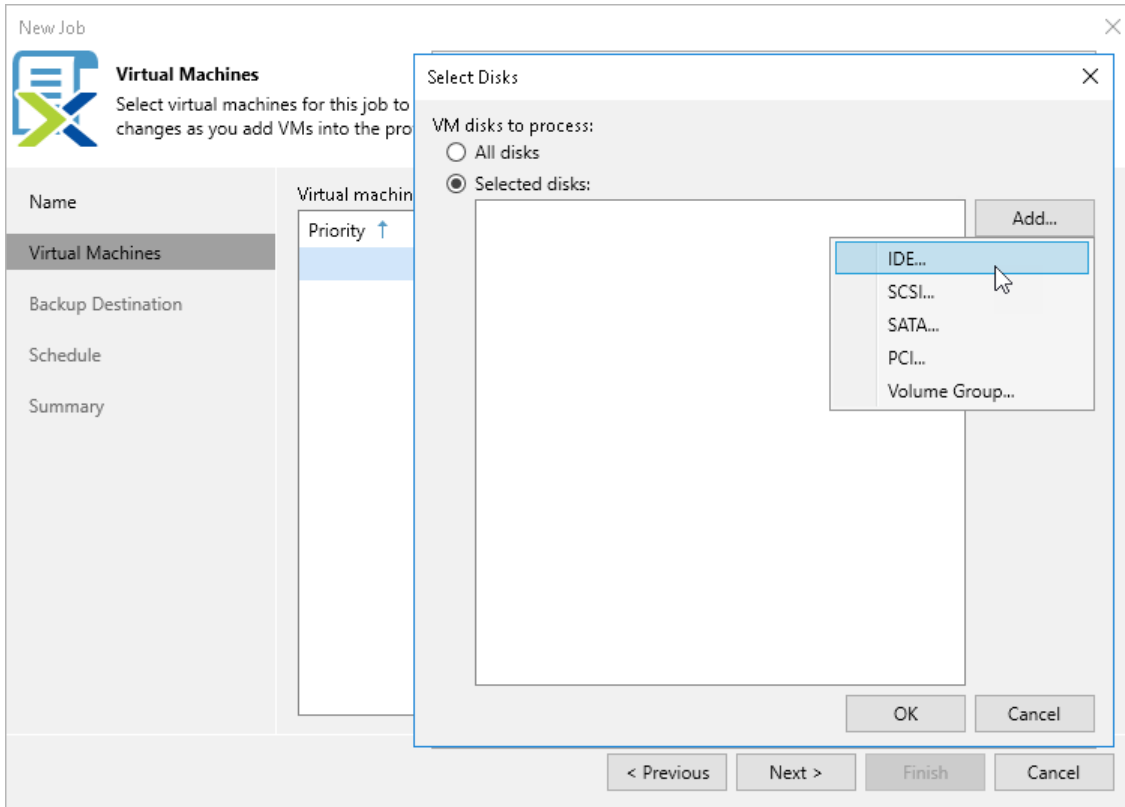 New Job
Virtual Machines
Select virtual machines for this job to
changes as you add VMs into the pro
Name
Virtual Machines
Backup Destination
Schedule
Summary
Virtual machin
Priority
Select Disks
VM disks to process:
All disks
Selected disks:
Add...
IDE...
SCSI...
SATA...
PCI...
Volume Group...
OK
Cancel
< Previous
Next >
Finish
Cancel